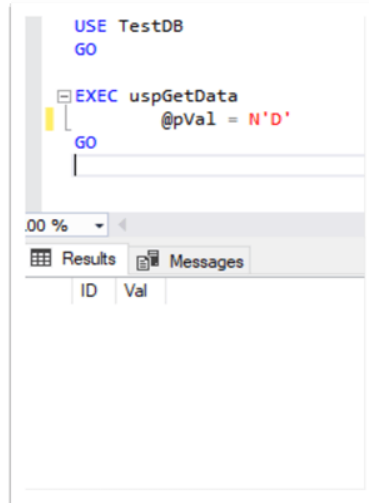 USE TestDB
GO
EXEC uspGetData
@pVal = N'D'
GO
.00 %
Results Messages
ID Val